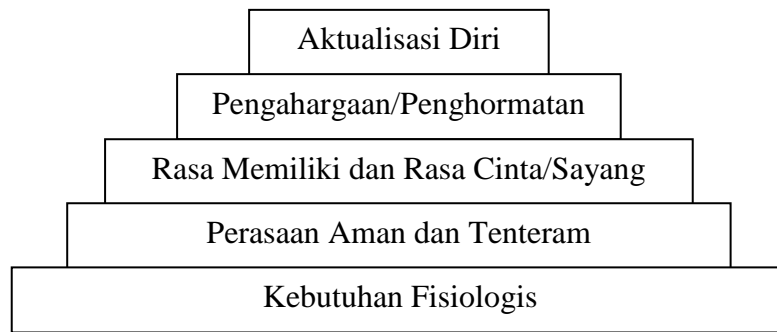 Aktualisasi Diri
Pengahargaan/Penghormatan
Rasa Memiliki dan Rasa Cinta/Sayang
Perasaan Aman dan Tenteram
Kebutuhan Fisiologis